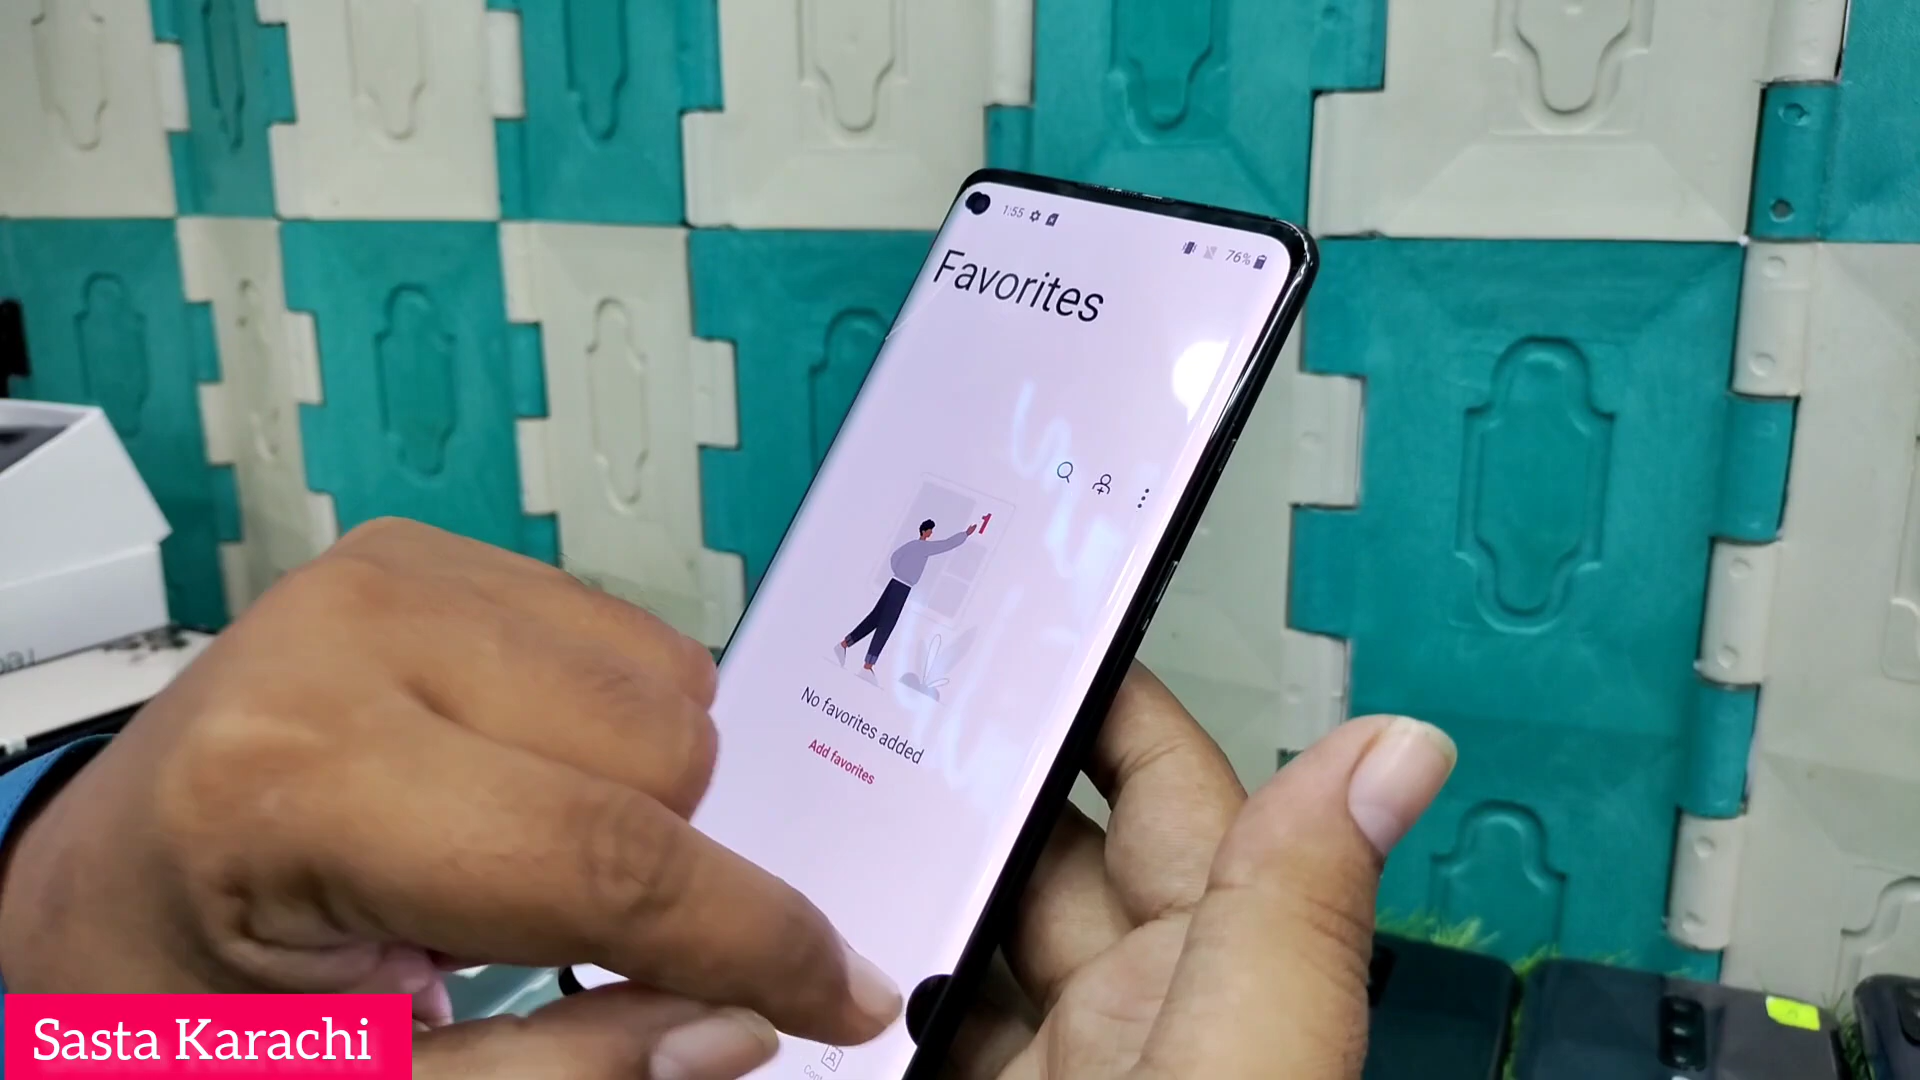 1:55
76%
Favorites
1
No favorites added
Add favorites
Sasta Karachi